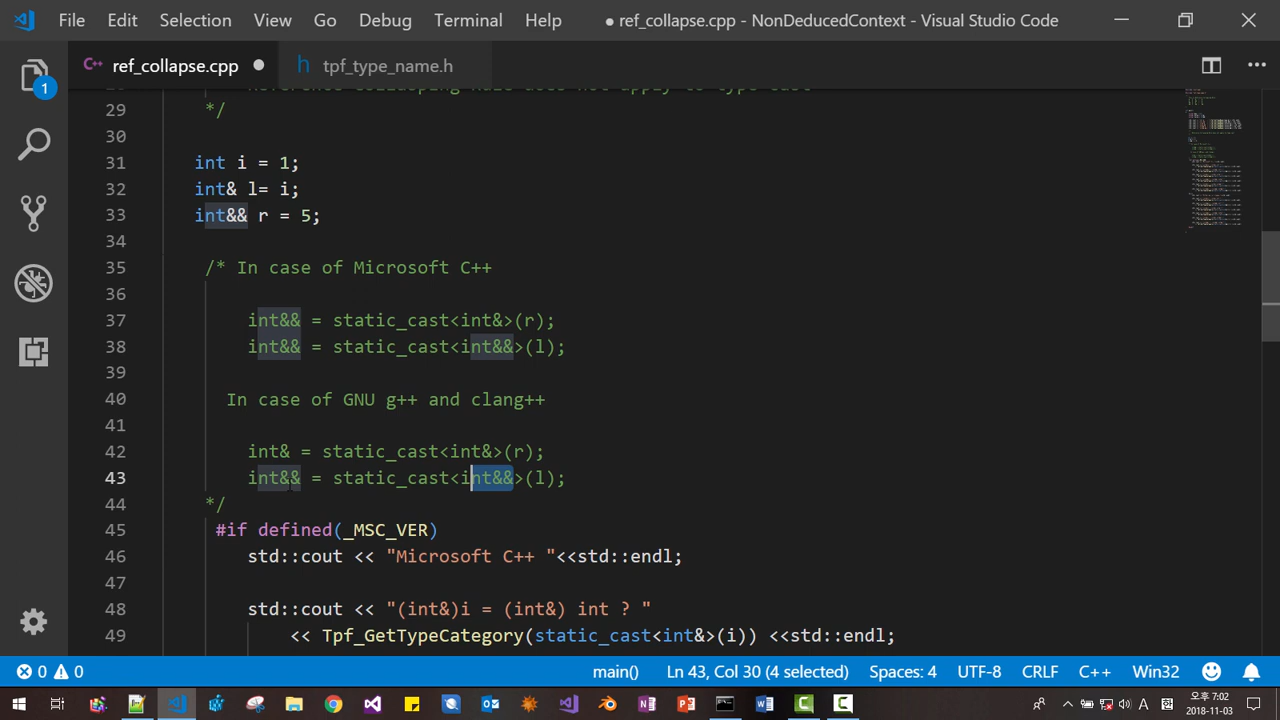 File Edit Selection View Go Debug Terminal Help ● ref_collapse.cpp - NonDeducedContext - Visual Studio Code
ref_collapse.cpp
tpf_type_name.h
29 */
30
31 int i = 1;
32 int& l= i;
33 int&& r = 5;
34
35 /* In case of Microsoft C++
36
37 int&& = static_cast<int&>(r);
38 int&& = static_cast<int&&>(l);
39
40 In case of GNU g++ and clang++
41
42 int& = static_cast<int&>(r);
43 int&& = static_cast<int&&>(l);
44 */
45 #if defined(_MSC_VER)
46 std::cout << "Microsoft C++ "<<std::endl;
47
48 std::cout << "(int&)i = (int&) int ? "
49 << Tpf_GetTypeCategory(static_cast<int&>(i)) <<std::endl;
1
0 0 main() Ln 43, Col 30 (4 selected) Spaces: 4 UTF-8 CRLF C++ Win32
A 오후 7:02
2018-11-03